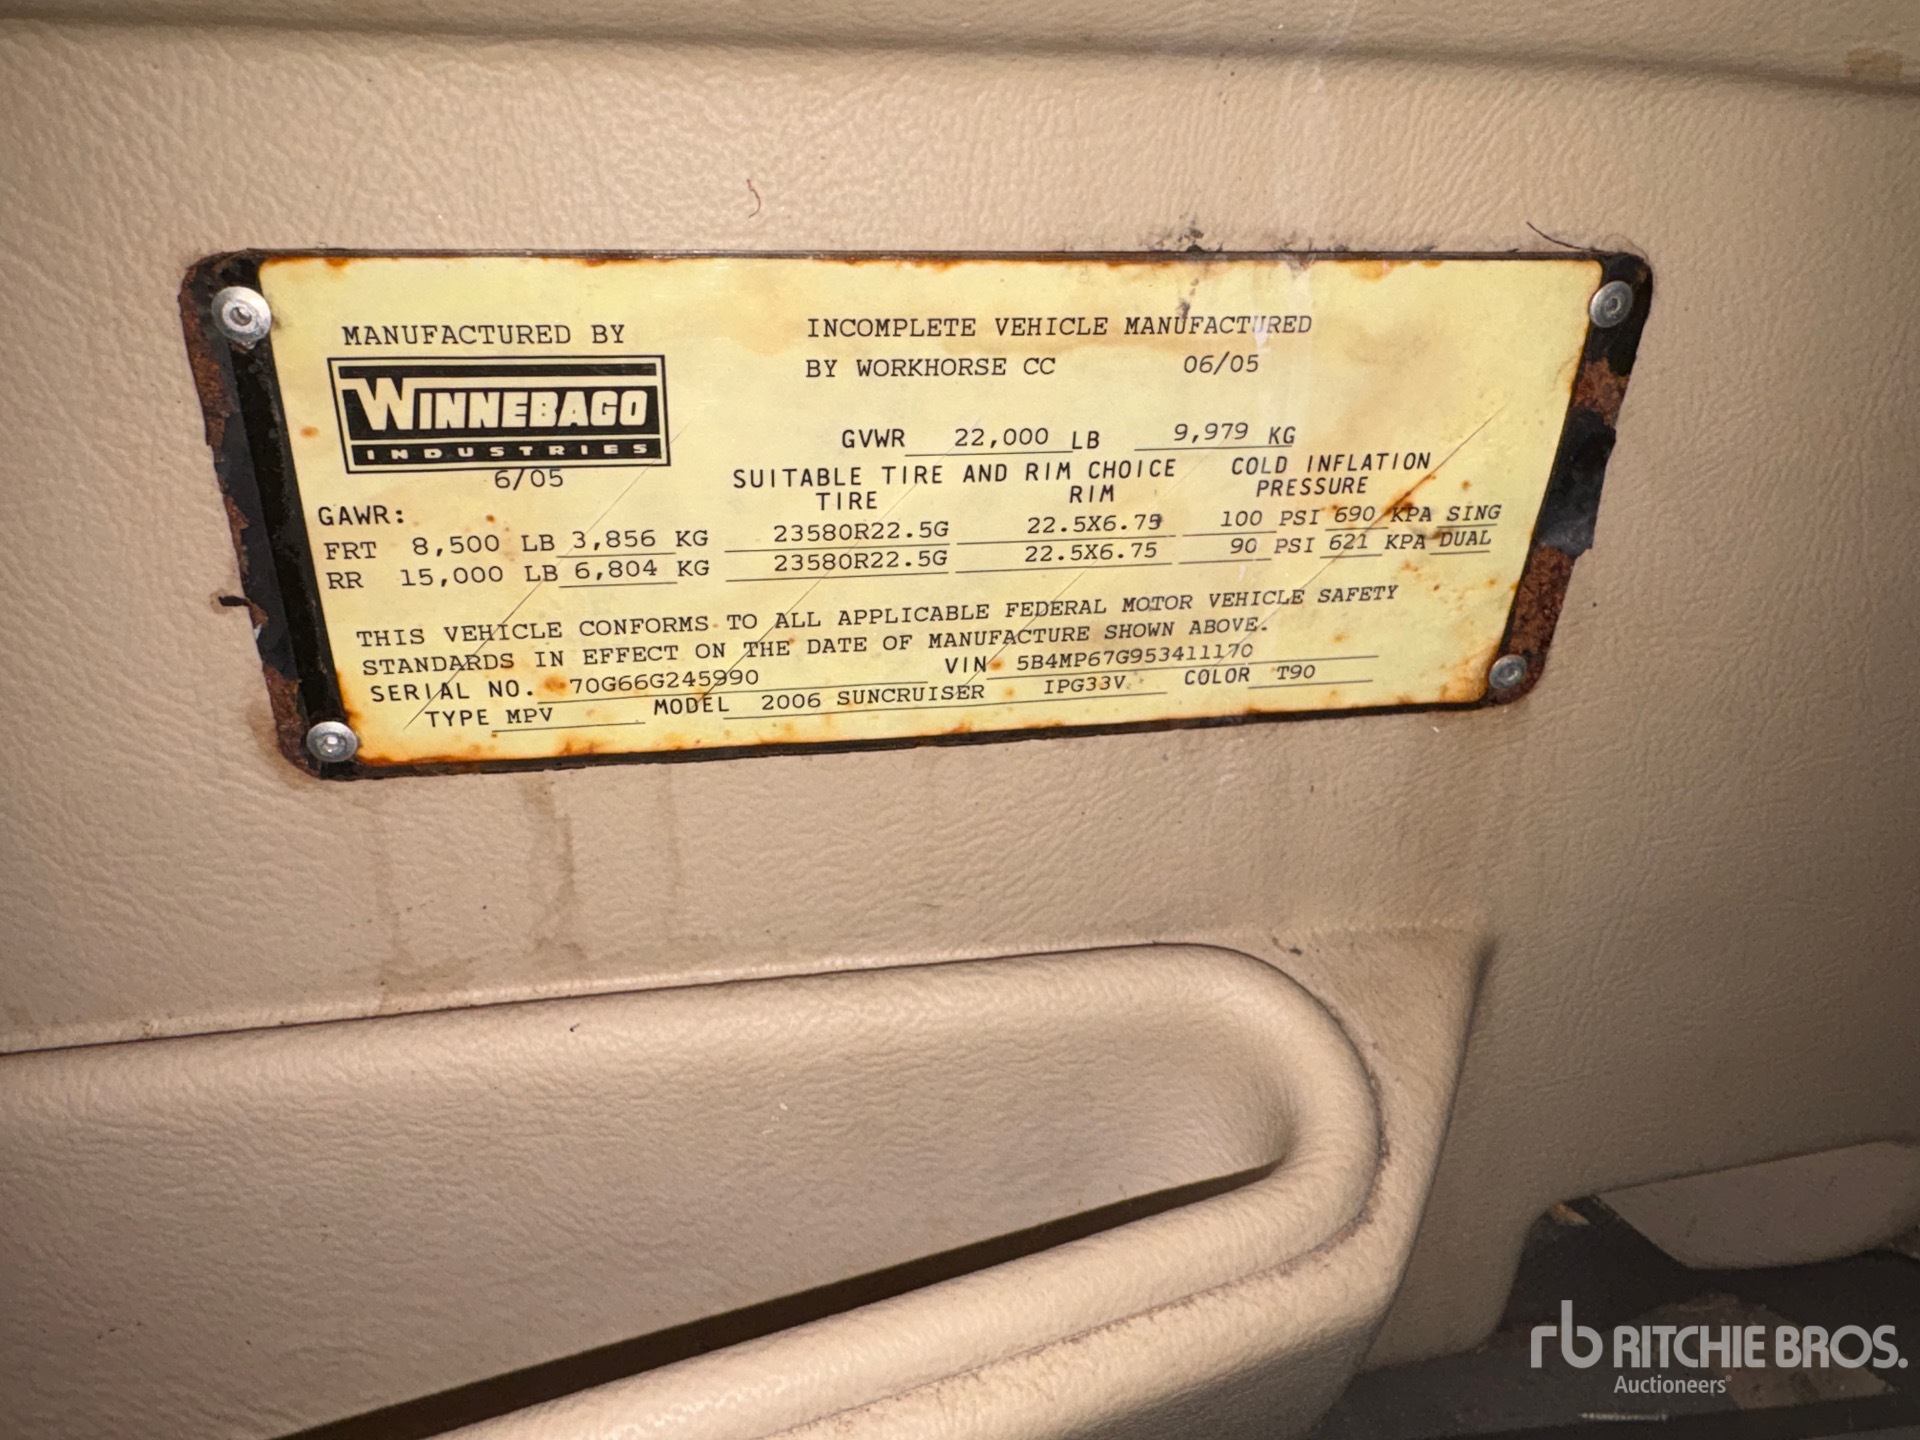 MANUFACTURED BY
WINNEBAGO
INDUSTRIES
6/05
INCOMPLETE VEHICLE MANUFACTURED
BY WORKHORSE CC 06/05
GVWR 22,000 LB 9,979 KG
SUITABLE TIRE AND RIM CHOICE COLD INFLATION
TIRE RIM PRESSURE
GAWR:
FRT 8,500 LB 3,856 KG 23580R22.5G 22.5X6.75 100 PSI 690 KPA SING
RR 15,000 LB 6,804 KG 23580R22.5G 22.5X6.75 90 PSI 621 KPA DUAL
THIS VEHICLE CONFORMS TO ALL APPLICABLE FEDERAL MOTOR VEHICLE SAFETY
STANDARDS IN EFFECT ON THE DATE OF MANUFACTURE SHOWN ABOVE.
SERIAL NO. 70G66G245990 VIN 5B4MP67G953411170
TYPE MPV MODEL 2006 SUNCRUISER IPG33V COLOR T90
rb RITCHIE BROS.
Auctioneers